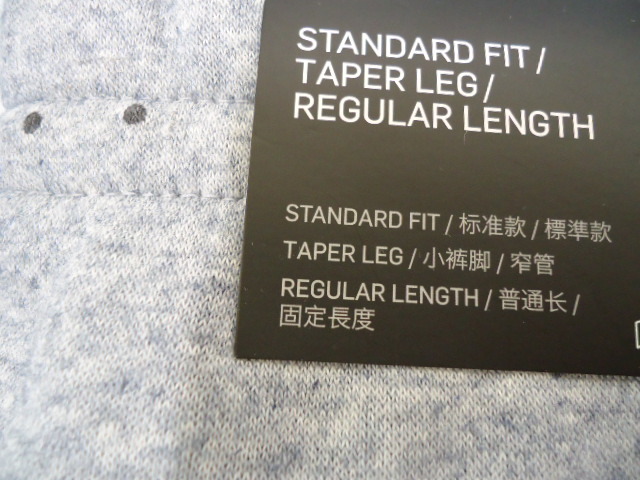 STANDARD FIT/
TAPER LEG/
REGULAR LENGTH
STANDARD FIT / 标准款 / 標準款
TAPER LEG / 小裤脚 / 窄管
REGULAR LENGTH / 普通长 /
固定長度